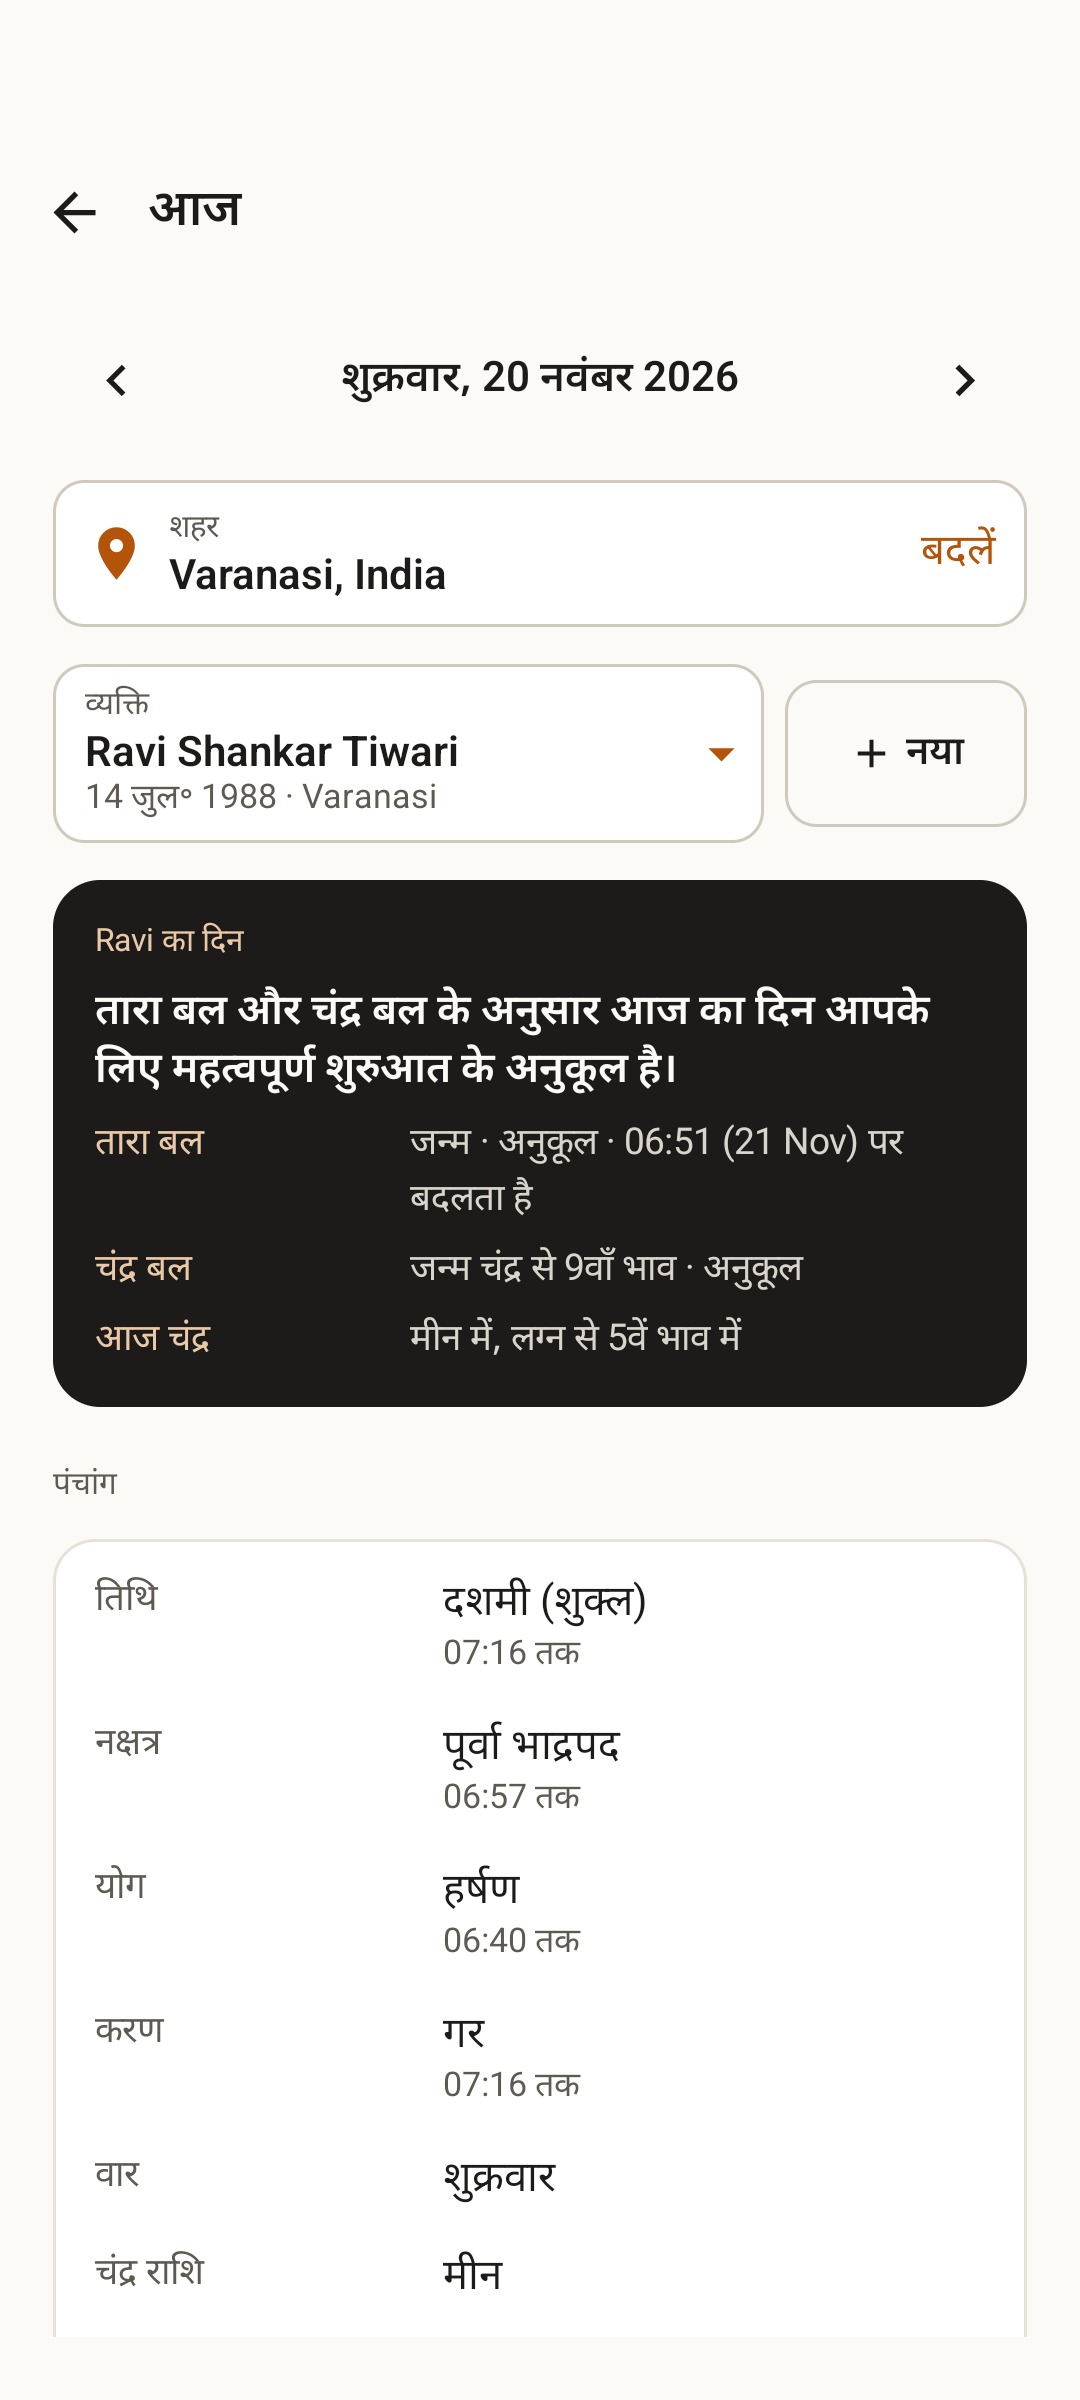 आज
शुक्रवार, 20 नवंबर 2026
शहर
Varanasi, India
बदलें
व्यक्ति
Ravi Shankar Tiwari
14 जुल॰ 1988 · Varanasi
+ नया
Ravi का दिन
तारा बल और चंद्र बल के अनुसार आज का दिन आपके
लिए महत्वपूर्ण शुरुआत के अनुकूल है।
तारा बल
जन्म · अनुकूल · 06:51 (21 Nov) पर
बदलता है
चंद्र बल
जन्म चंद्र से 9वाँ भाव · अनुकूल
आज चंद्र
मीन में, लग्न से 5वें भाव में
पंचांग
तिथि
दशमी (शुक्ल)
07:16 तक
नक्षत्र
पूर्वा भाद्रपद
06:57 तक
योग
हर्षण
06:40 तक
करण
गर
07:16 तक
वार
शुक्रवार
चंद्र राशि
मीन